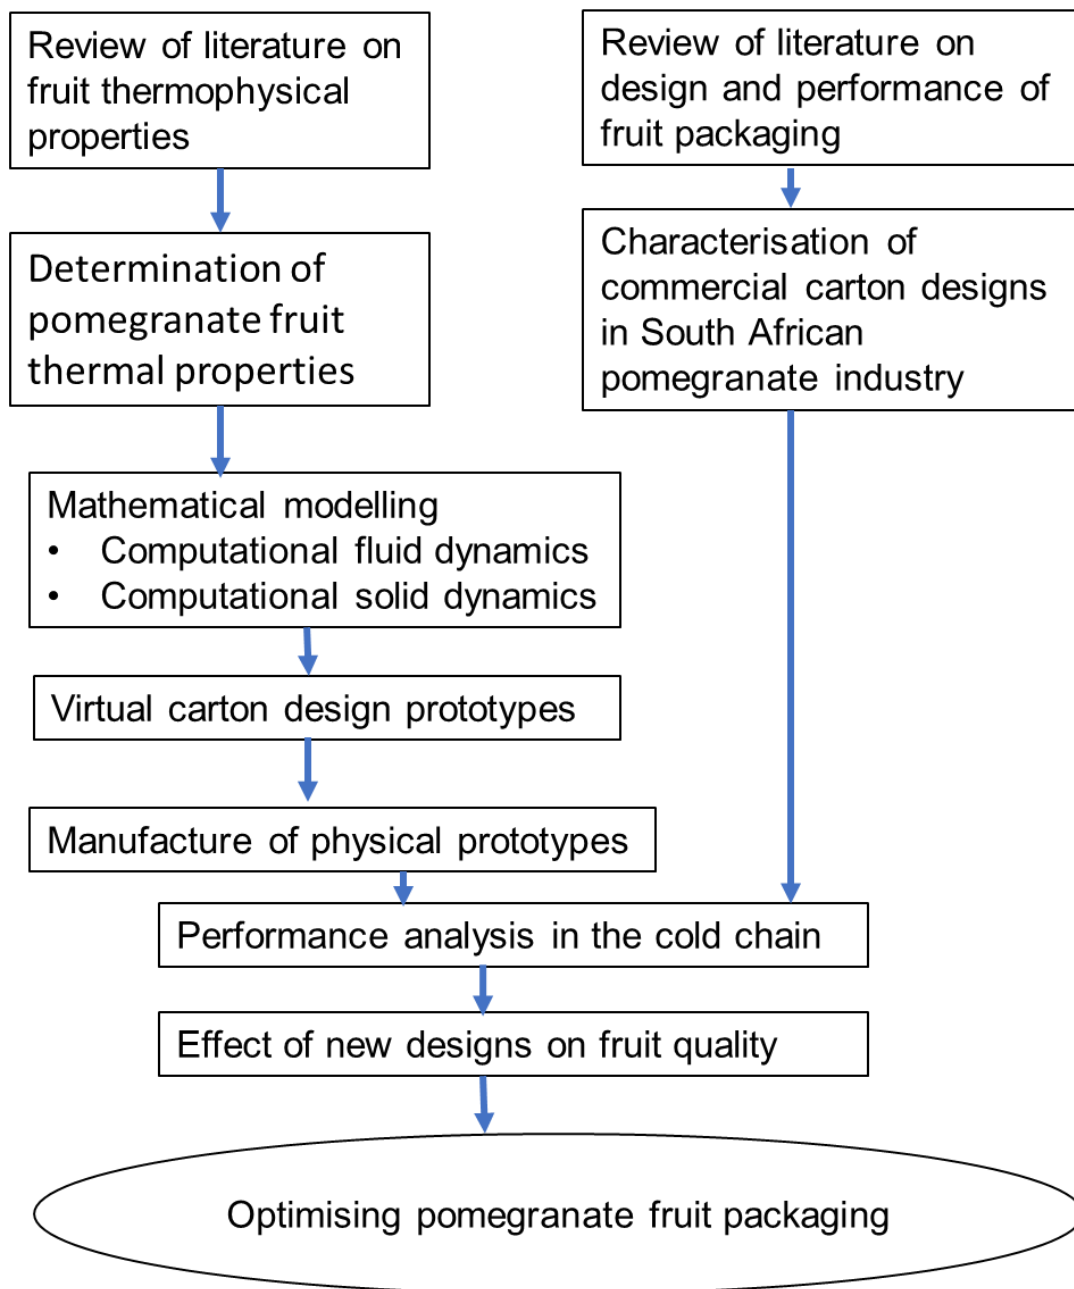 Review of literature on
fruit thermophysical
properties
Review of literature on
design and performance of
fruit packaging
Determination of
pomegranate fruit
thermal properties
Characterisation of
commercial carton designs
in South African
pomegranate industry
Mathematical modelling
• Computational fluid dynamics
• Computational solid dynamics
Virtual carton design prototypes
Manufacture of physical prototypes
Performance analysis in the cold chain
Effect of new designs on fruit quality
Optimising pomegranate fruit packaging